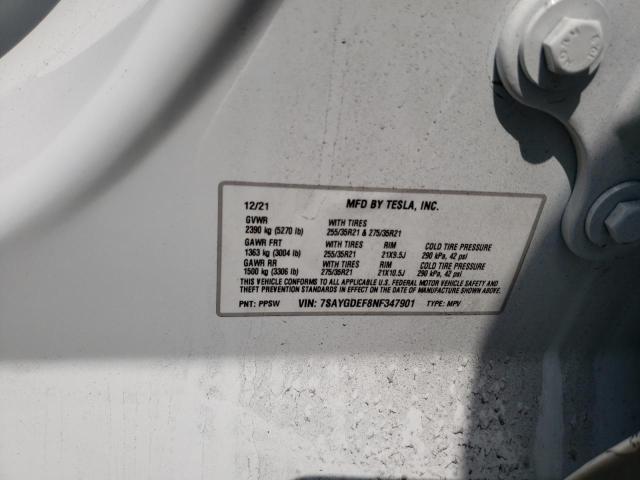 12/21 MFD BY TESLA, INC.
GVWR WITH TIRES
2390 kg (5270 lb) 255/35R21 & 275/35R21
GAWR FRT WITH TIRES RIM COLD TIRE PRESSURE
1363 kg (3004 lb) 255/35R21 21X9.5J 290 kPa, 42 psi
GAWR RR WITH TIRES RIM COLD TIRE PRESSURE
1500 kg (3306 lb) 275/35R21 21X10.5J 290 kPa, 42 psi
THIS VEHICLE CONFORMS TO ALL APPLICABLE U.S. FEDERAL MOTOR VEHICLE SAFETY AND
THEFT PREVENTION STANDARDS IN EFFECT ON THE DATE OF MANUFACTURE SHOWN ABOVE.
PNT: PPSW VIN: 7SAYGDEF8NF347901 TYPE: MPV